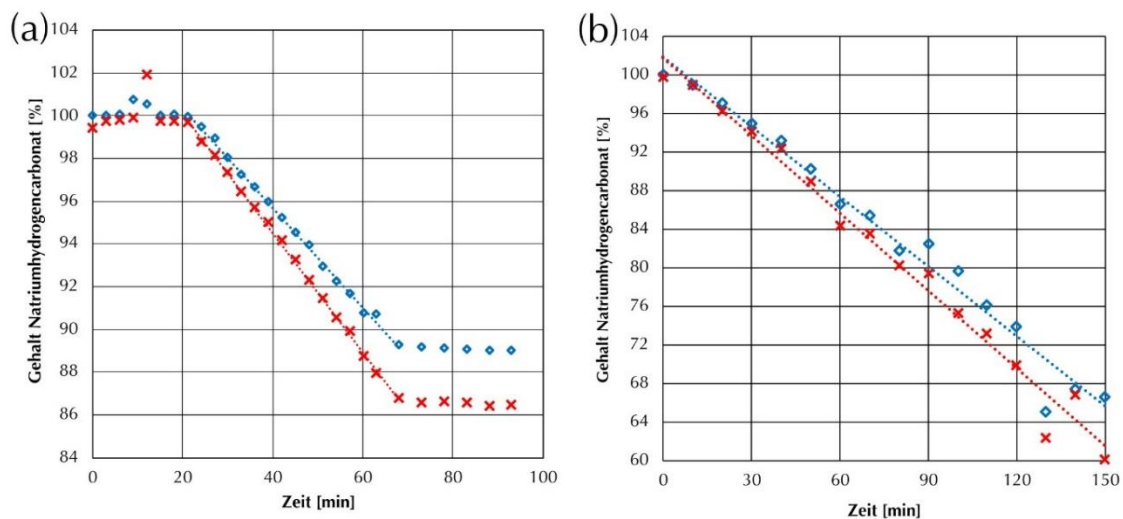 (a)
104
102
100
98
96
94
92
90
88
86
84
0 20 40 60 80 100
Zeit [min]
Gehalt Natriumhydrogencarbonat [%]
(b)
104
100
96
92
88
84
80
76
72
68
64
60
0 30 60 90 120 150
Zeit [min]
Gehalt Natriumhydrogencarbonat [%]